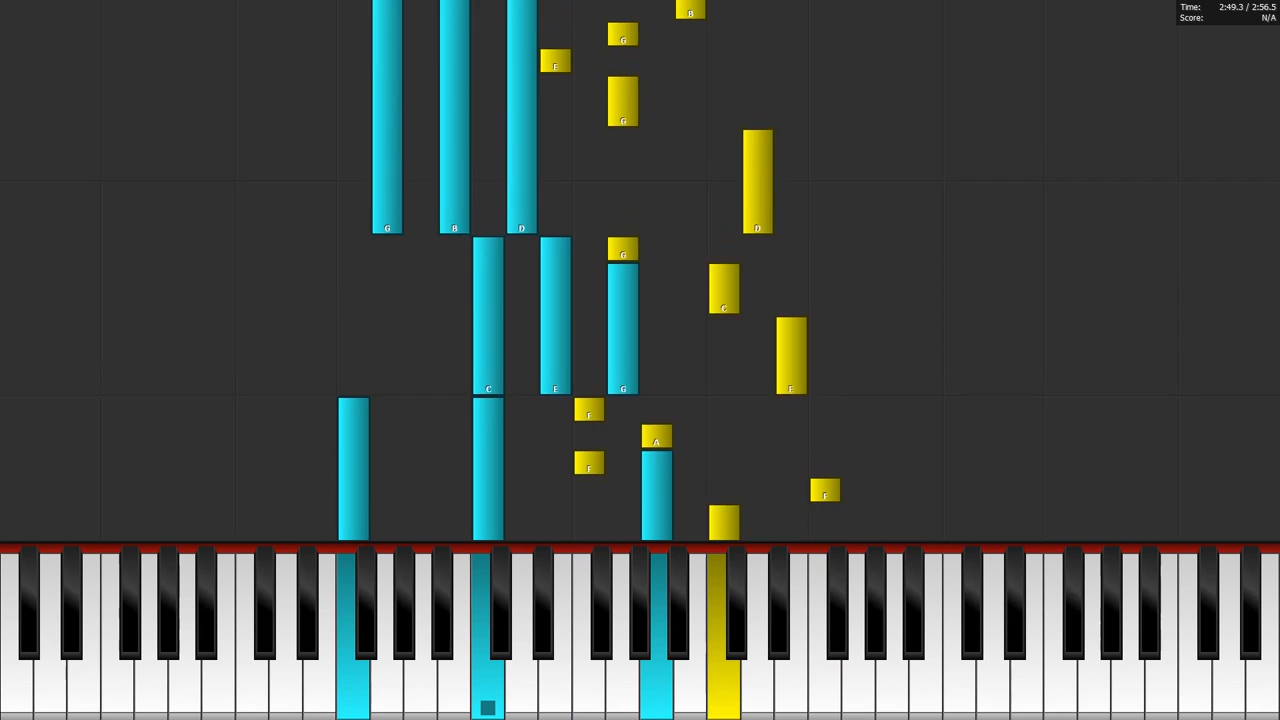 Time: 2:49.3 / 2:56.5
Score: N/A
B
G
E
G
G B D D
G
C
C E G E
F
A
F
F